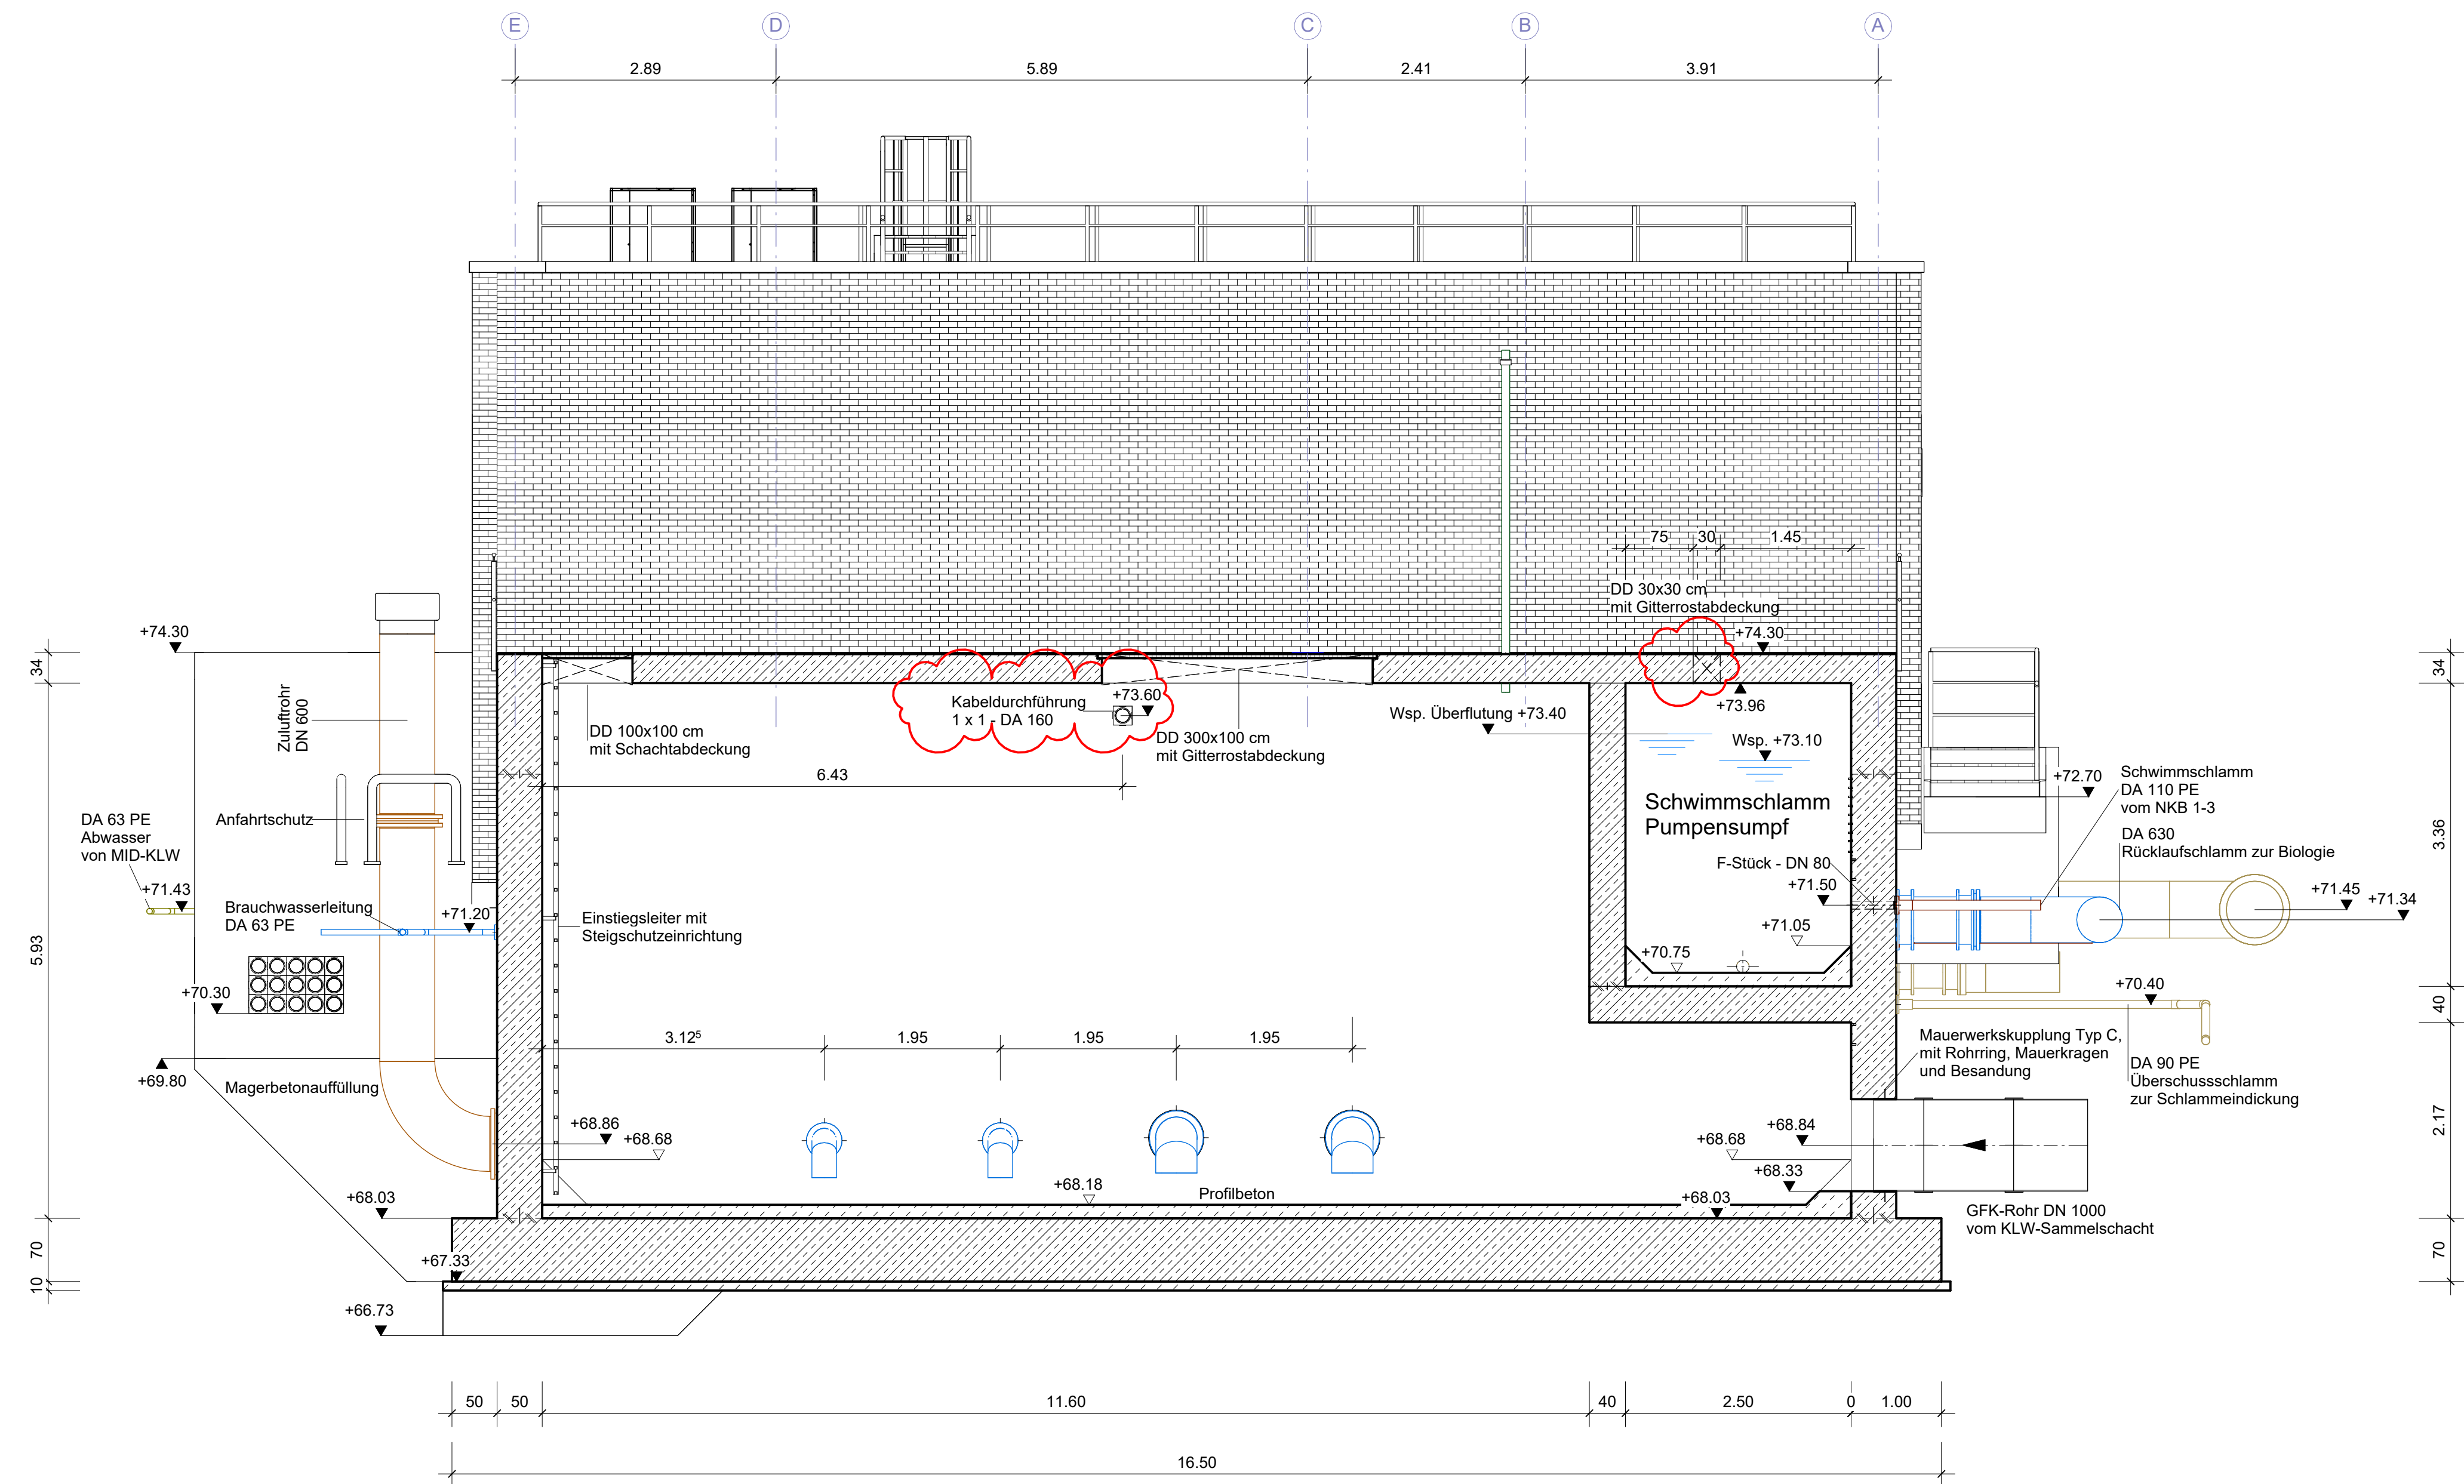 E
D
C
B
A
2.89
5.89
2.41
3.91
75
30
1.45
DD 30x30 cm
mit Gitterrostabdeckung
+74.30
+74.30
34
34
Zuluftrohr
DN 600
Kabeldurchführung
1 x 1 - DA 160
+73.60
+73.96
Wsp. Überflutung +73.40
DD 100x100 cm
mit Schachtabdeckung
DD 300x100 cm
mit Gitterrostabdeckung
Wsp. +73.10
6.43
+72.70
Schwimmschlamm
DA 110 PE
vom NKB 1-3
Schwimmschlamm
Pumpensumpf
Anfahrtschutz
DA 63 PE
Abwasser
von MID-KLW
DA 630
Rücklaufschlamm zur Biologie
3.36
F-Stück - DN 80
+71.43
+71.50
+71.45
+71.34
Brauchwasserleitung
DA 63 PE
+71.20
Einstiegsleiter mit
Steigschutzeinrichtung
+71.05
5.93
+70.75
+70.30
+70.40
40
3.12⁵
1.95
1.95
1.95
Mauerwerkskupplung Typ C,
mit Rohrring, Mauerkragen
und Besandung
+69.80
Magerbetonauffüllung
DA 90 PE
Überschussschlamm
zur Schlammeindickung
2.17
+68.86
+68.68
+68.84
+68.68
+68.33
+68.18
Profilbeton
+68.03
+68.03
GFK-Rohr DN 1000
vom KLW-Sammelschacht
70
70
+67.33
10
+66.73
50
50
11.60
40
2.50
0
1.00
16.50